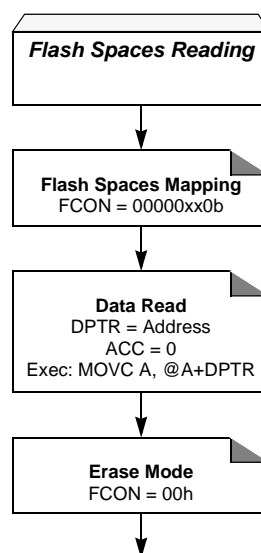 Flash Spaces Reading
Flash Spaces Mapping
FCON = 00000xx0b
Data Read
DPTR = Address
ACC = 0
Exec: MOVC A, @A+DPTR
Erase Mode
FCON = 00h